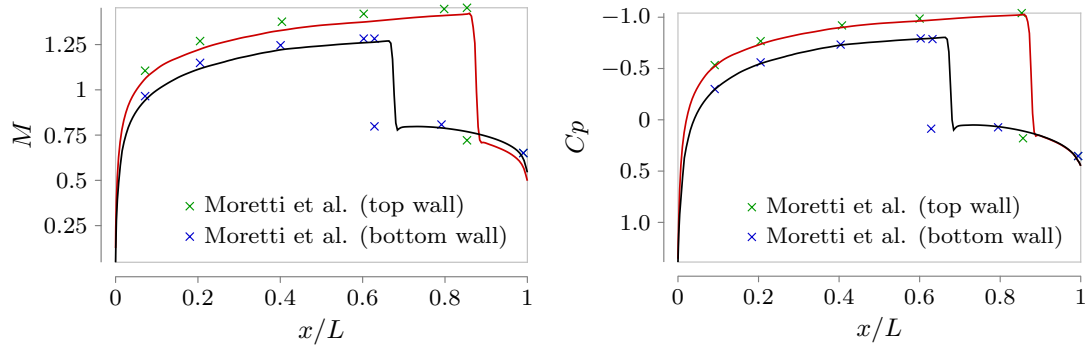 1.25
1
0.75
0.5
0.25
M
× Moretti et al. (top wall)
× Moretti et al. (bottom wall)
0 0.2 0.4 0.6 0.8 1
x/L
−1.0
−0.5
0
0.5
1.0
Cp
× Moretti et al. (top wall)
× Moretti et al. (bottom wall)
0 0.2 0.4 0.6 0.8 1
x/L